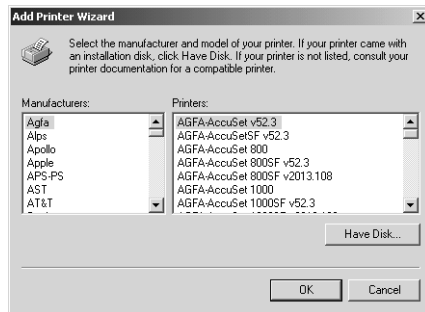 Add Printer Wizard
Select the manufacturer and model of your printer. If your printer came with
an installation disk, click Have Disk. If your printer is not listed, consult your
printer documentation for a compatible printer.
Manufacturers:
Agfa
Alps
Apollo
Apple
APS-PS
AST
AT&T
Printers:
AGFA-AccuSet v52.3
AGFA-AccuSetSF v52.3
AGFA-AccuSet 800
AGFA-AccuSet 800SF v52.3
AGFA-AccuSet 800SF v2013.108
AGFA-AccuSet 1000
AGFA-AccuSet 1000SF v52.3
Have Disk...
OK
Cancel